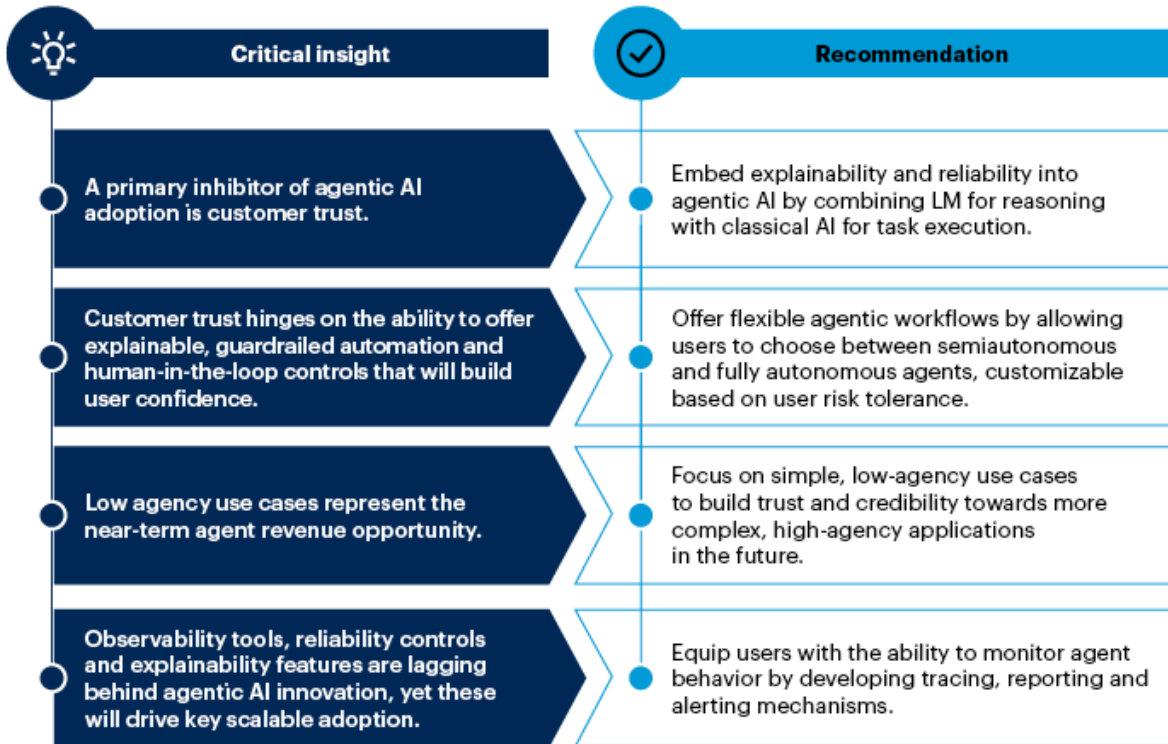 Critical insight
Recommendation
A primary inhibitor of agentic AI
adoption is customer trust.
Embed explainability and reliability into
agentic AI by combining LM for reasoning
with classical AI for task execution.
Customer trust hinges on the ability to offer
explainable, guardrailed automation and
human-in-the-loop controls that will build
user confidence.
Offer flexible agentic workflows by allowing
users to choose between semiautonomous
and fully autonomous agents, customizable
based on user risk tolerance.
Low agency use cases represent the
near-term agent revenue opportunity.
Focus on simple, low-agency use cases
to build trust and credibility towards more
complex, high-agency applications
in the future.
Observability tools, reliability controls
and explainability features are lagging
behind agentic AI innovation, yet these
will drive key scalable adoption.
Equip users with the ability to monitor agent
behavior by developing tracing, reporting and
alerting mechanisms.